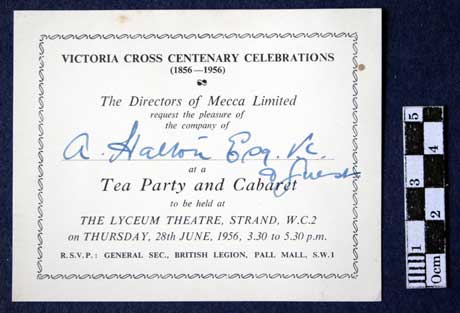 VICTORIA CROSS CENTENARY CELEBRATIONS
(1856—1956)
The Directors of Mecca Limited
request the pleasure of
the company of
A. Halton Esq. Vc.
& Guest
at a
Tea Party and Cabaret
to be held at
THE LYCEUM THEATRE, STRAND, W.C.2
on THURSDAY, 28th JUNE, 1956, 3.30 to 5.30 p.m.
R.S.V.P.: GENERAL SEC., BRITISH LEGION, PALL MALL, S.W.1
5
4
3
2
1
0cm